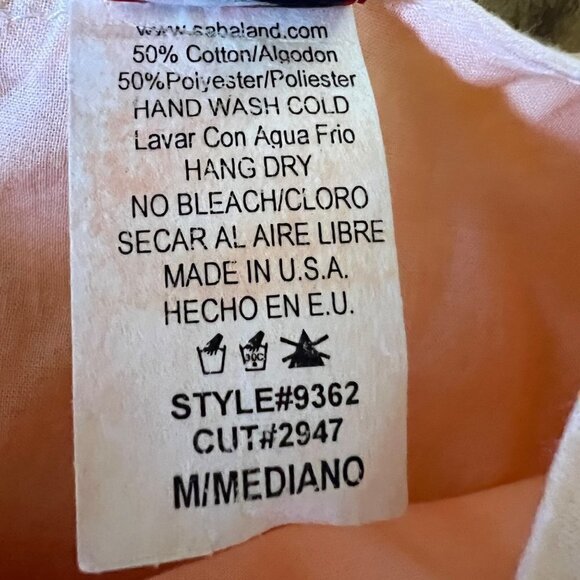 www.sabaland.com
50% Cotton/Algodon
50%Polyester/Poliester
HAND WASH COLD
Lavar Con Agua Frio
HANG DRY
NO BLEACH/CLORO
SECAR AL AIRE LIBRE
MADE IN U.S.A.
HECHO EN E.U.
30C
STYLE#9362
CUT#2947
M/MEDIANO